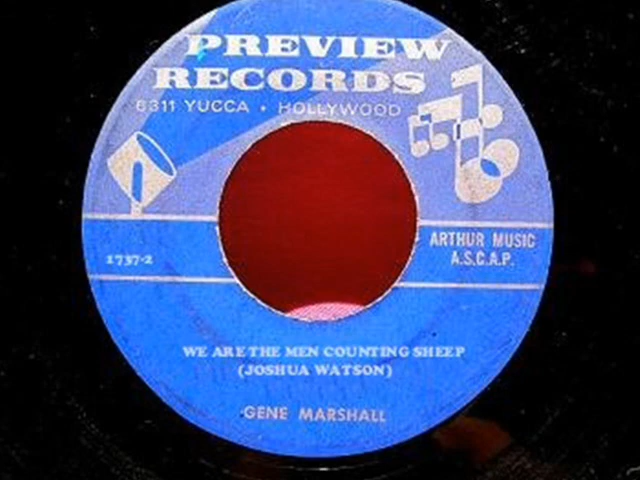 PREVIEW
RECORDS
6311 YUCCA • HOLLYWOOD
ARTHUR MUSIC
A.S.C.A.P.
1737-2
WE ARE THE MEN COUNTING SHEEP
(JOSHUA WATSON)
GENE MARSHALL